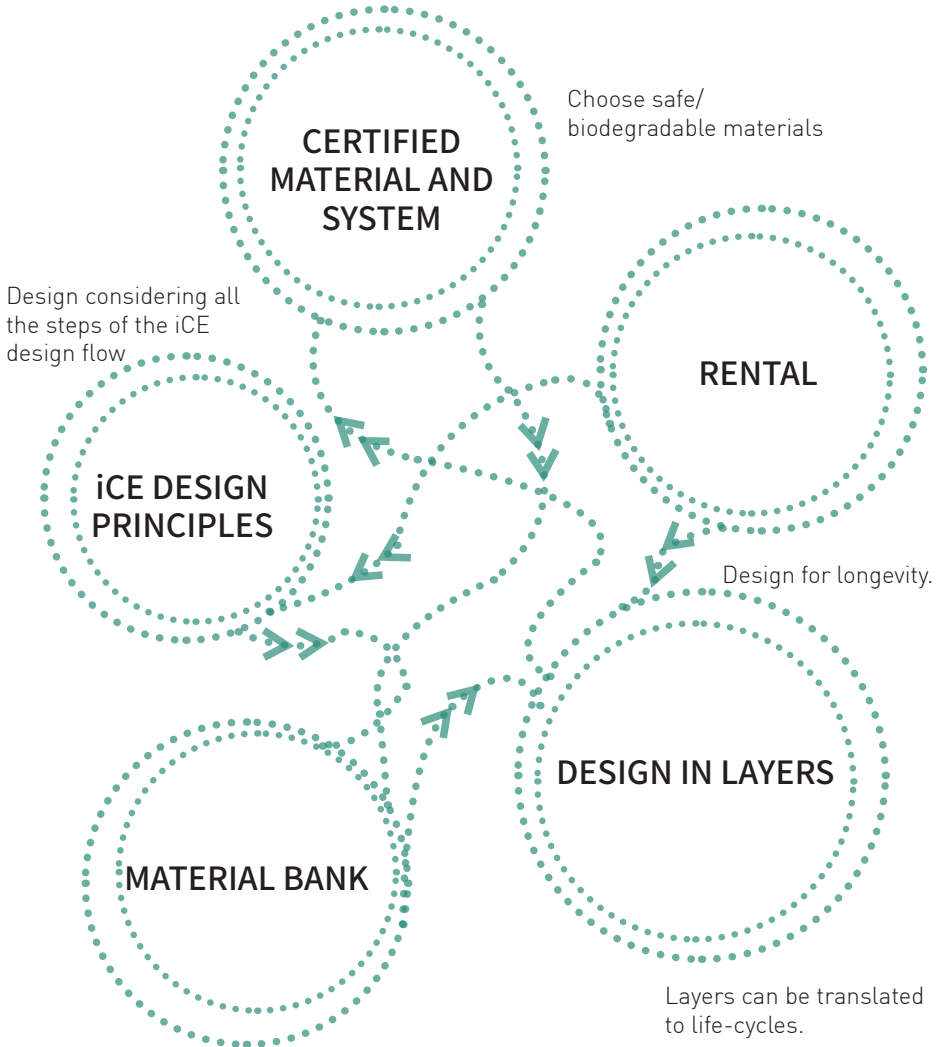 CERTIFIED
MATERIAL AND
SYSTEM
Choose safe/
biodegradable materials
Design considering all
the steps of the iCE
design flow
RENTAL
iCE DESIGN
PRINCIPLES
Design for longevity.
DESIGN IN LAYERS
MATERIAL BANK
Layers can be translated
to life-cycles.